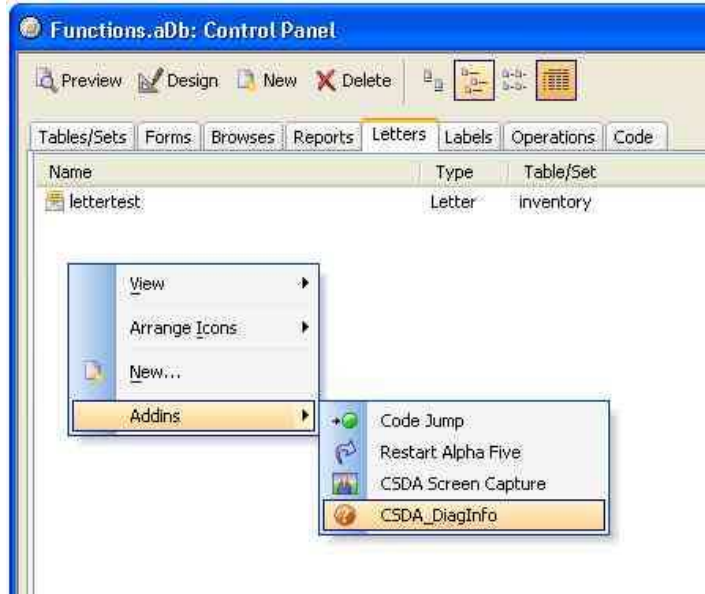 Functions.aDb: Control Panel
Preview Design New Delete
Tables/Sets Forms Browses Reports Letters Labels Operations Code
Name Type Table/Set
lettertest Letter inventory
View
Arrange Icons
New...
Addins
Code Jump
Restart Alpha Five
CSDA Screen Capture
CSDA_DiagInfo